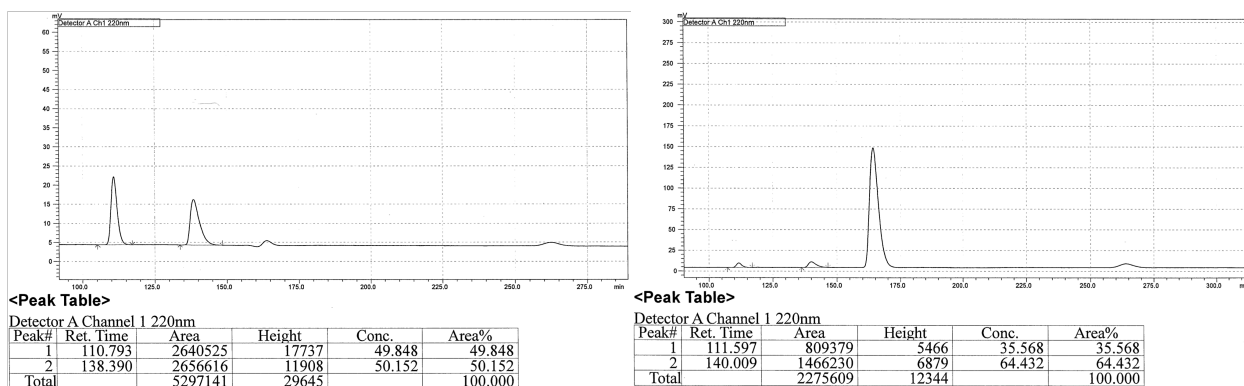 mV
Detector A Ch1 220nm
60
55
50
45
40
35
30
25
20
15
10
5
0
100.0 125.0 150.0 175.0 200.0 225.0 250.0 275.0 min
<Peak Table>
Detector A Channel 1 220nm
Peak# Ret. Time Area Height Conc. Area%
1 110.793 2640525 17737 49.848 49.848
2 138.390 2656616 11908 50.152 50.152
Total 5297141 29645 100.000
mV
Detector A Ch1 220nm
300
275
250
225
200
175
150
125
100
75
50
25
0
100.0 125.0 150.0 175.0 200.0 225.0 250.0 275.0 300.0 m
<Peak Table>
Detector A Channel 1 220nm
Peak# Ret. Time Area Height Conc. Area%
1 111.597 809379 5466 35.568 35.568
2 140.009 1466230 6879 64.432 64.432
Total 2275609 12344 100.000